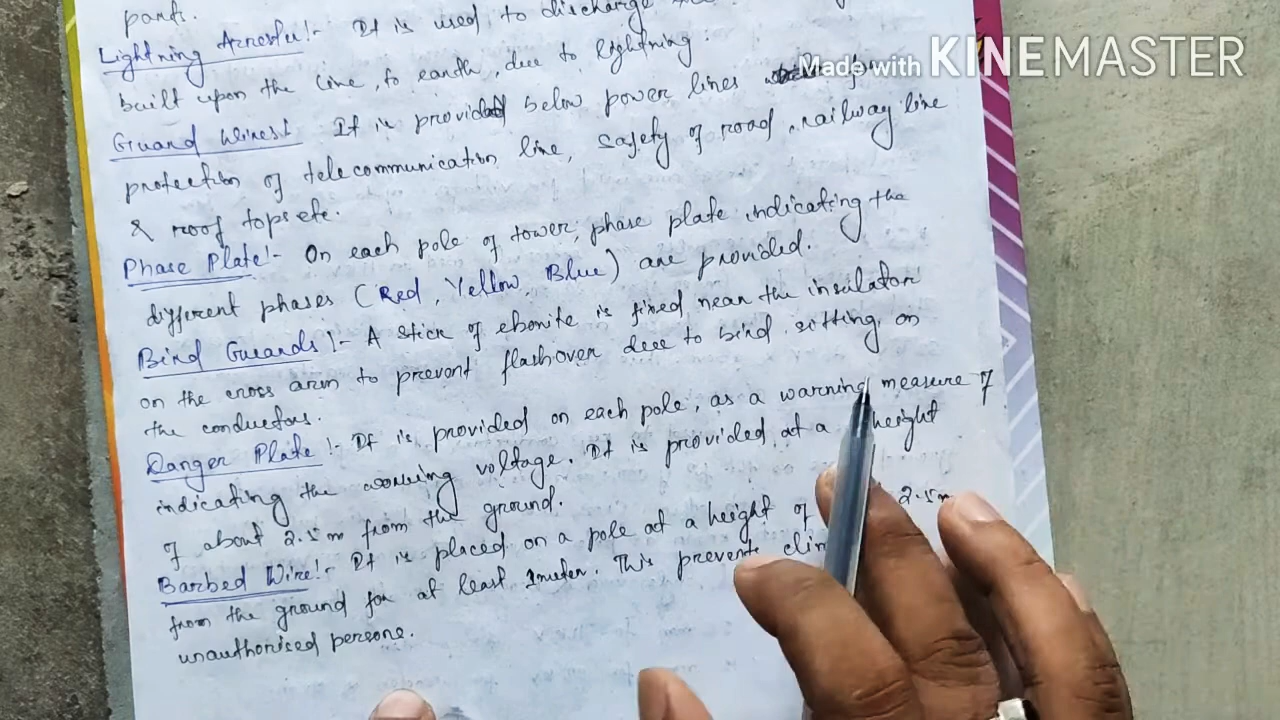 parts.
Lightning Arrester:- It is used to discharge
built upon the line, to earth, due to lightning.
Guard Wires:- It is provided below power lines for
protection of telecommunication line, safety of road, railway line
& roof tops etc.
Phase Plate:- On each pole of tower, phase plate indicating the
different phases (Red, Yellow, Blue) are provided.
Bird Guards:- A stick of ebonite is fixed near the insulator
on the cross arm to prevent flashover due to bird sitting on
the conductors.
Danger Plate:- It is provided on each pole, as a warning measure of
indicating the working voltage. It is provided at a height
of about 2.5m from the ground.
Barbed Wire:- It is placed on a pole at a height of 2.5m
from the ground for at least 1meter. This prevents
unauthorised persons.
Made with KINEMASTER